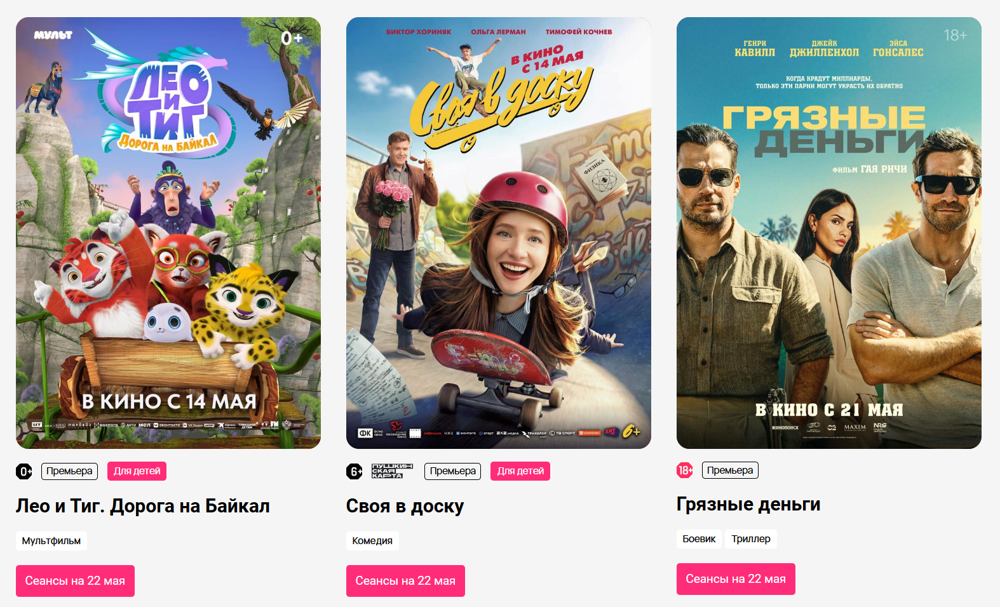 МУЛЬТ
0+
ЛЕО
И
ТИГ
ДОРОГА НА БАЙКАЛ
В КИНО С 14 МАЯ
0+
Премьера
Для детей
Лео и Тиг. Дорога на Байкал
Мультфильм
Сеансы на 22 мая
ВИКТОР ХОРИНЯК ОЛЬГА ЛЕРМАН ТИМОФЕЙ КОЧНЕВ
В КИНО
С 14 МАЯ
Своя в доску
ФИЗИКА
E=mc²
6+
6+
ПУШКИН
СКАЯ
КАРТА
Премьера
Для детей
Своя в доску
Комедия
Сеансы на 22 мая
18+
ГЕНРИ ДЖЕЙК ЭЙСА
КАВИЛЛ ДЖИЛЛЕНХОЛ ГОНСАЛЕС
КОГДА КРАДУТ МИЛЛИАРДЫ,
ТОЛЬКО ЭТИ ПАРНИ МОГУТ УКРАСТЬ ИХ ОБРАТНО
ГРЯЗНЫЕ
ДЕНЬГИ
ФИЛЬМ ГАЯ РИЧИ
В КИНО С 21 МАЯ
КИНОПОИСК MAXIM NRG
18+
Премьера
Грязные деньги
Боевик
Триллер
Сеансы на 22 мая